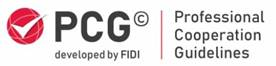 PCG©
developed by FIDI
Professional
Cooperation
Guidelines